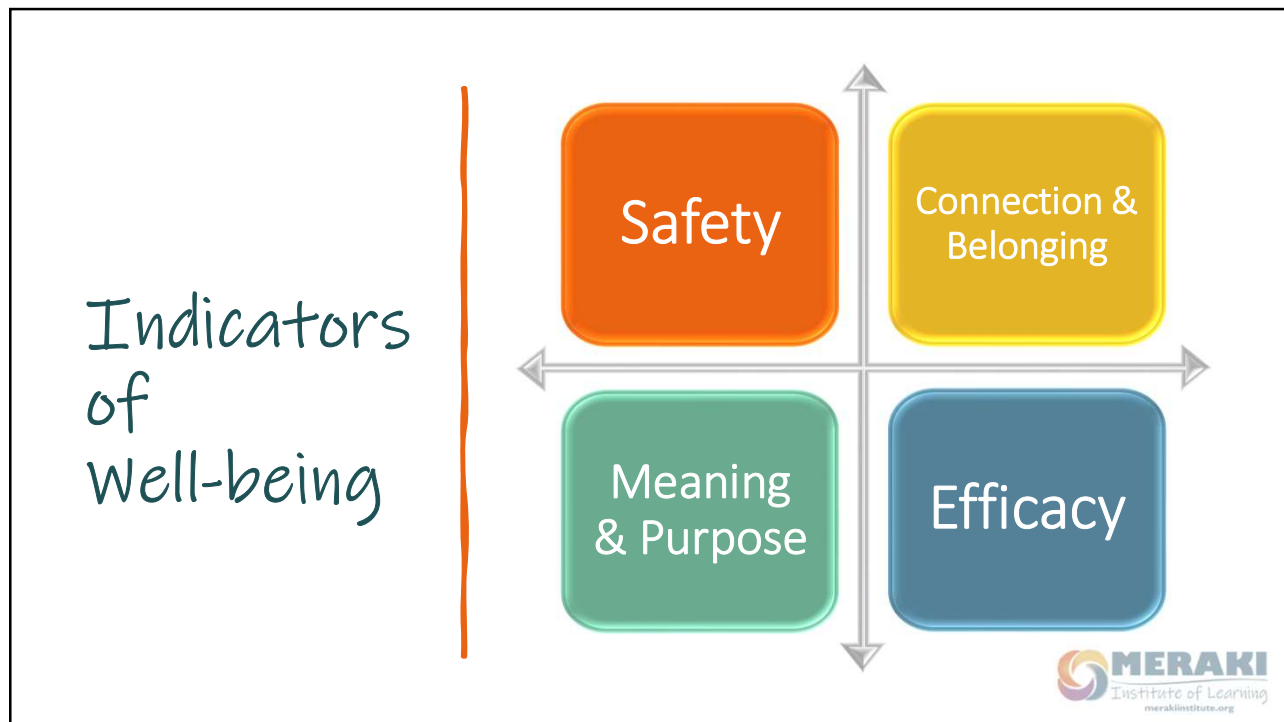 Indicators
of
Well-being
Safety
Connection &
Belonging
Meaning
& Purpose
Efficacy
MERAKI
Institute of Learning
merakiinstitute.org